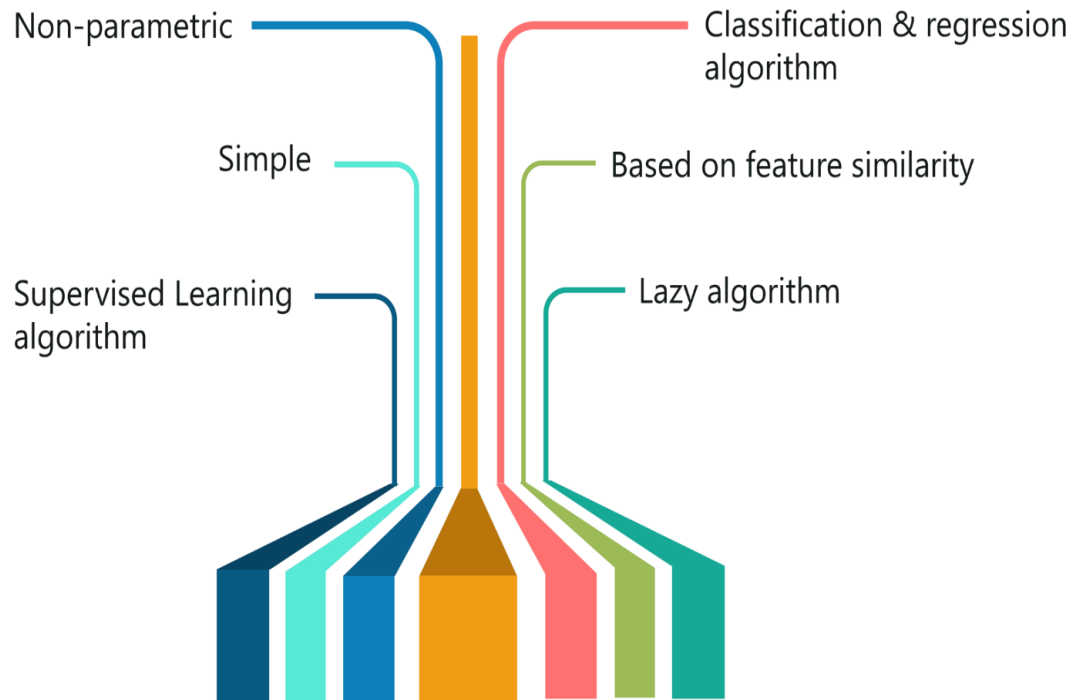 Non-parametric
Classification & regression
algorithm
Simple
Based on feature similarity
Supervised Learning
algorithm
Lazy algorithm